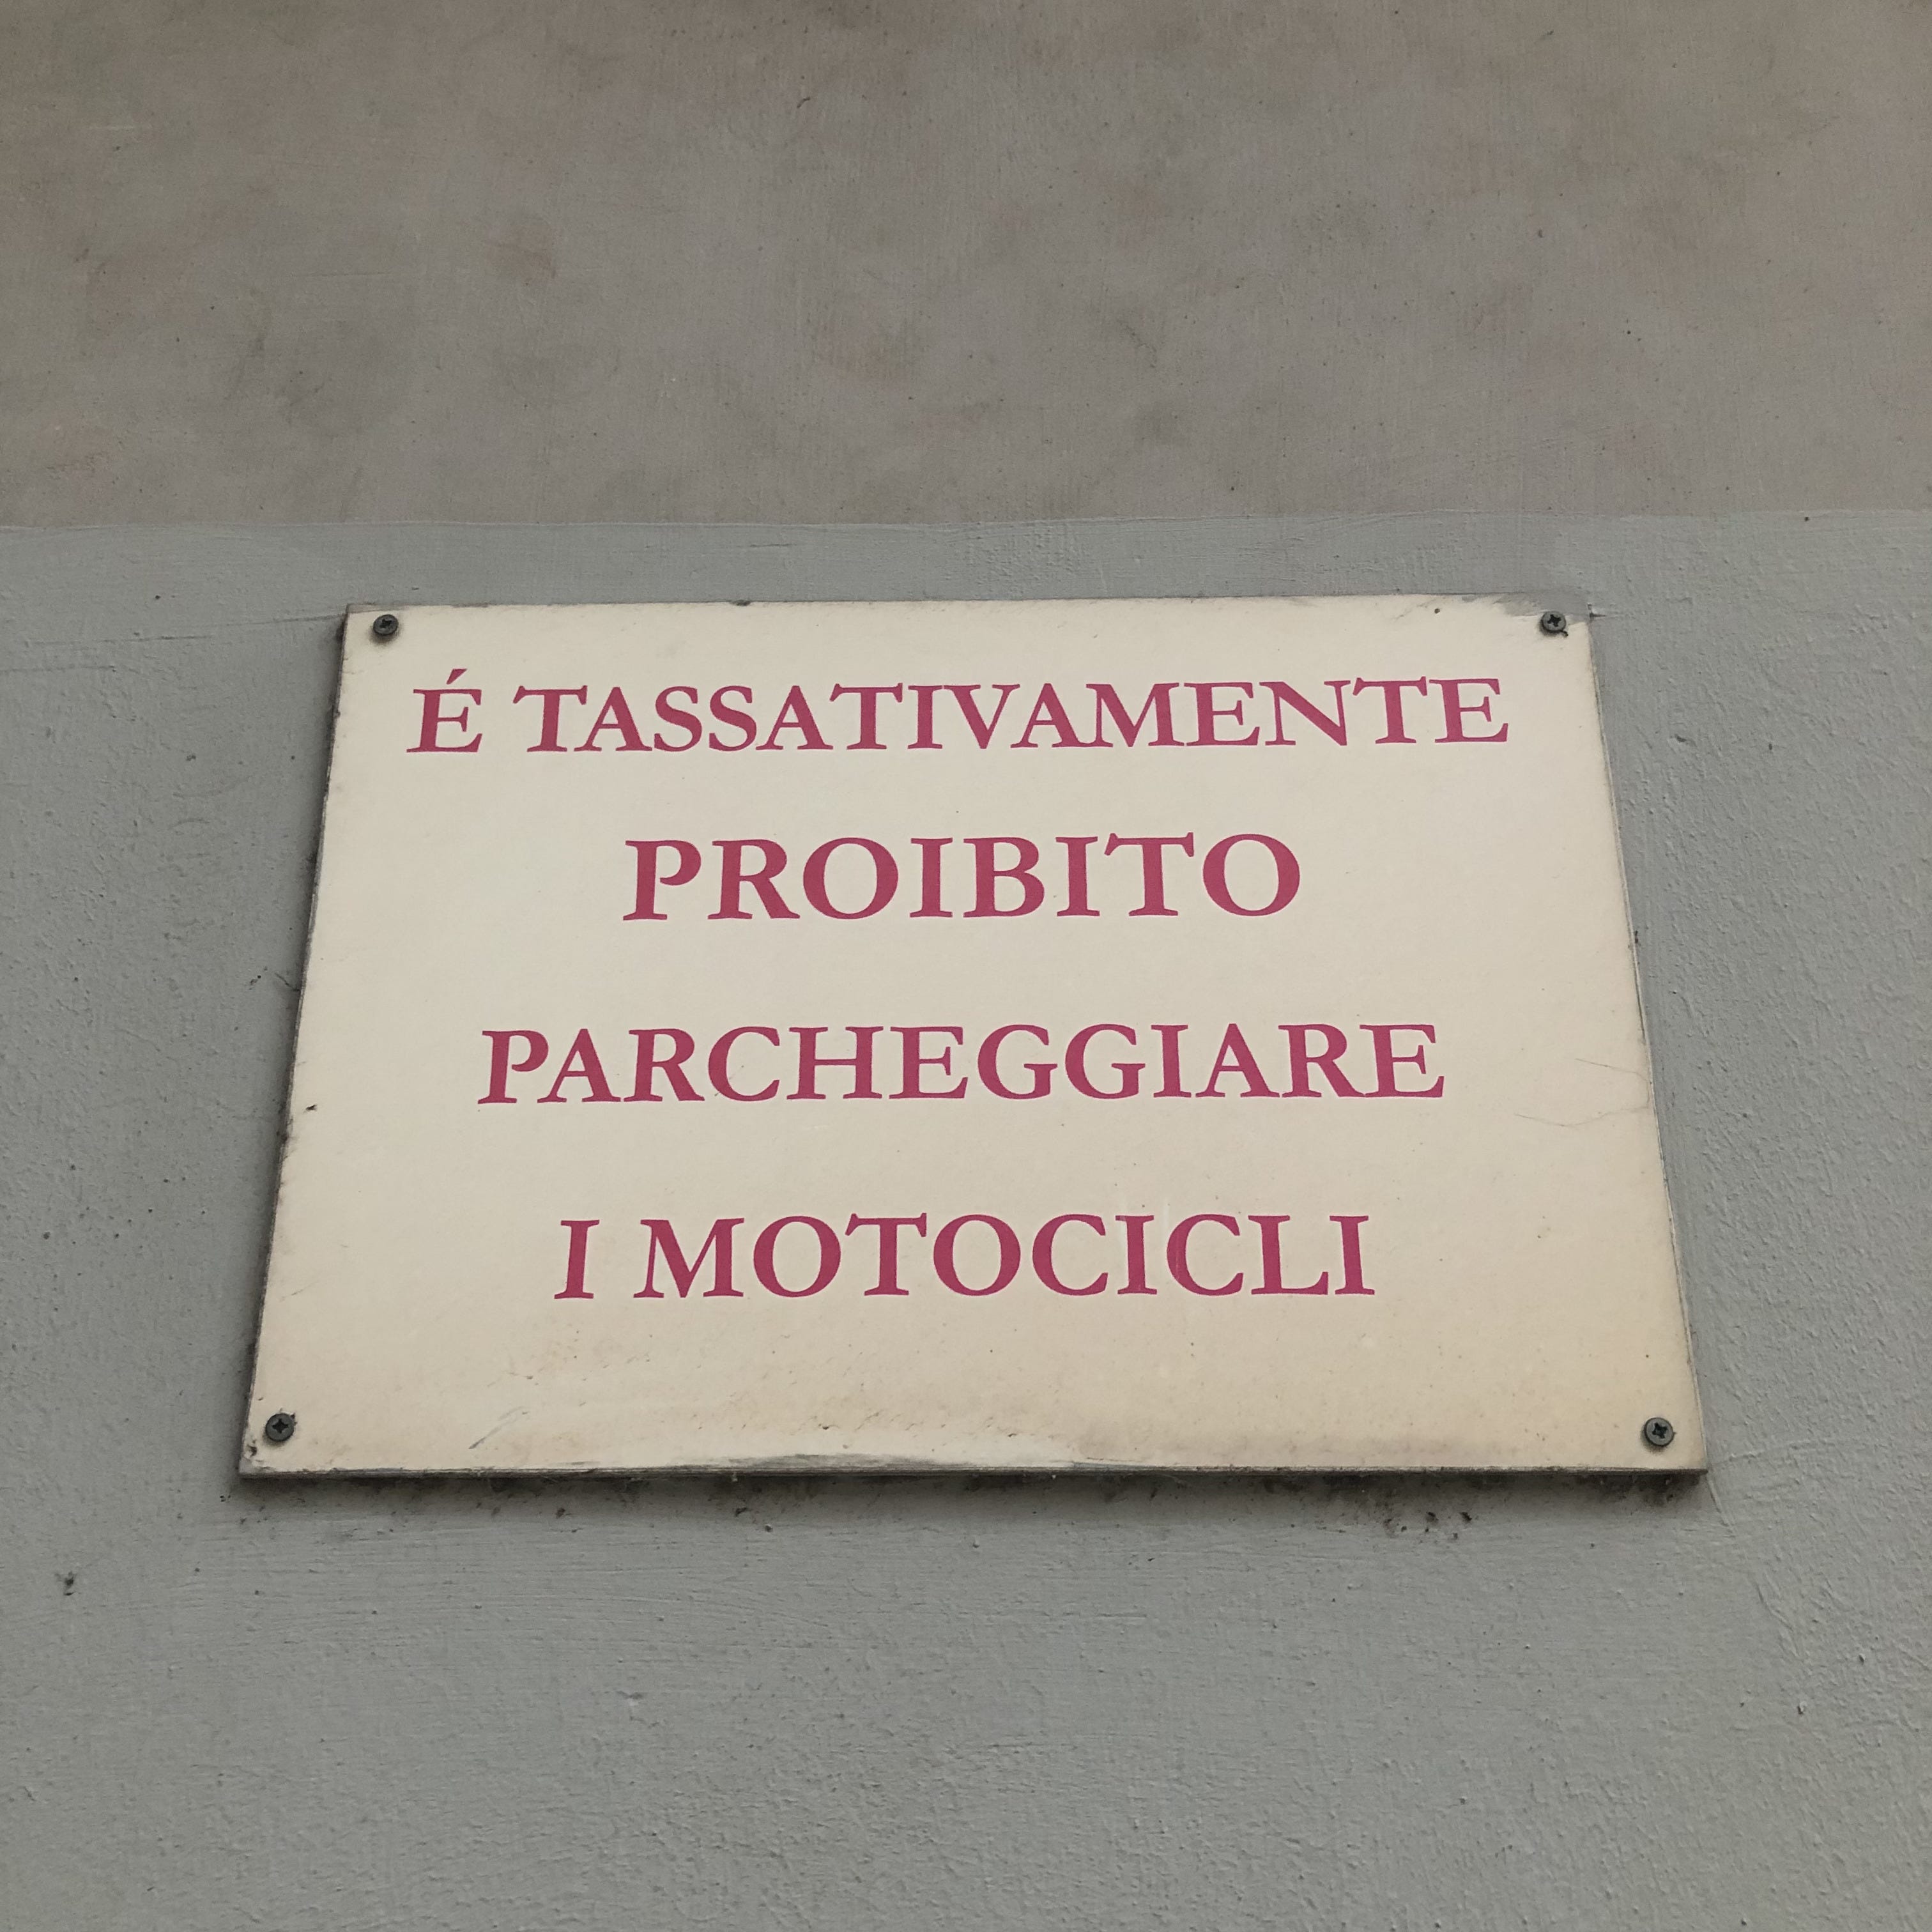 É TASSATIVAMENTE
PROIBITO
PARCHEGGIARE
I MOTOCICLI